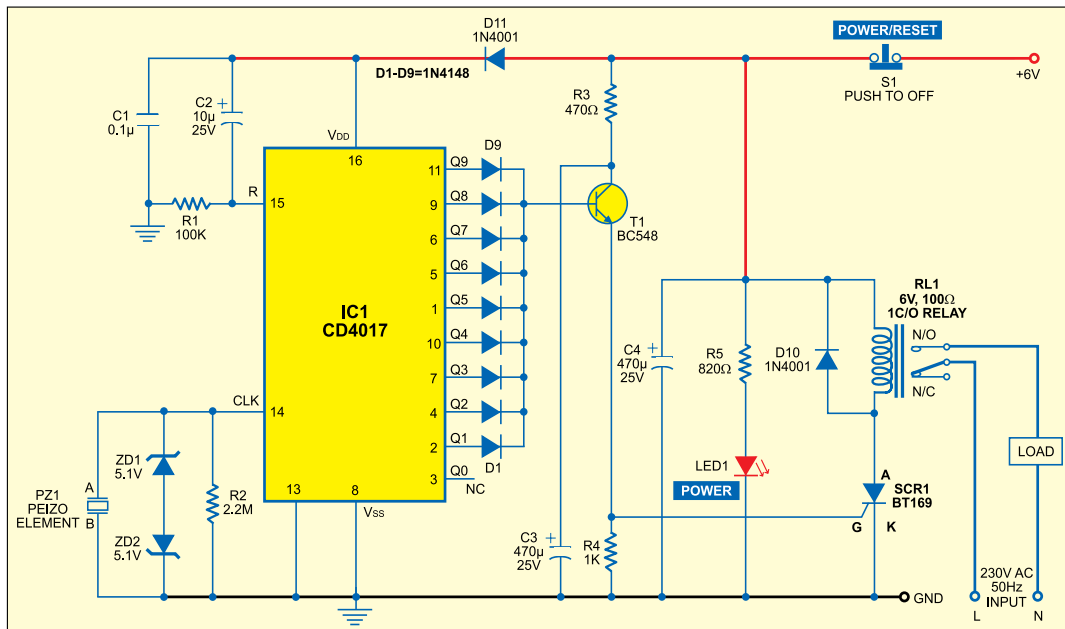 D11
1N4001
POWER/RESET
D1-D9=1N4148
+6V
S1
PUSH TO OFF
R3
470Ω
C1
0.1µ
C2
10µ
25V
+
VDD
16
D9
R
15
R1
100K
11
Q9
9
Q8
6
Q7
5
Q6
1
Q5
10
Q4
7
Q3
4
Q2
2
Q1
3
Q0
NC
D1
T1
BC548
IC1
CD4017
RL1
6V, 100Ω
1C/O RELAY
N/O
N/C
C4
470µ
25V
+
R5
820Ω
D10
1N4001
CLK
14
ZD1
5.1V
ZD2
5.1V
R2
2.2M
PZ1
PEIZO
ELEMENT
A
B
13
8
VSS
LED1
POWER
LOAD
A
SCR1
BT169
G
K
C3
470µ
25V
+
R4
1K
230V AC
50Hz
INPUT
GND
L
N